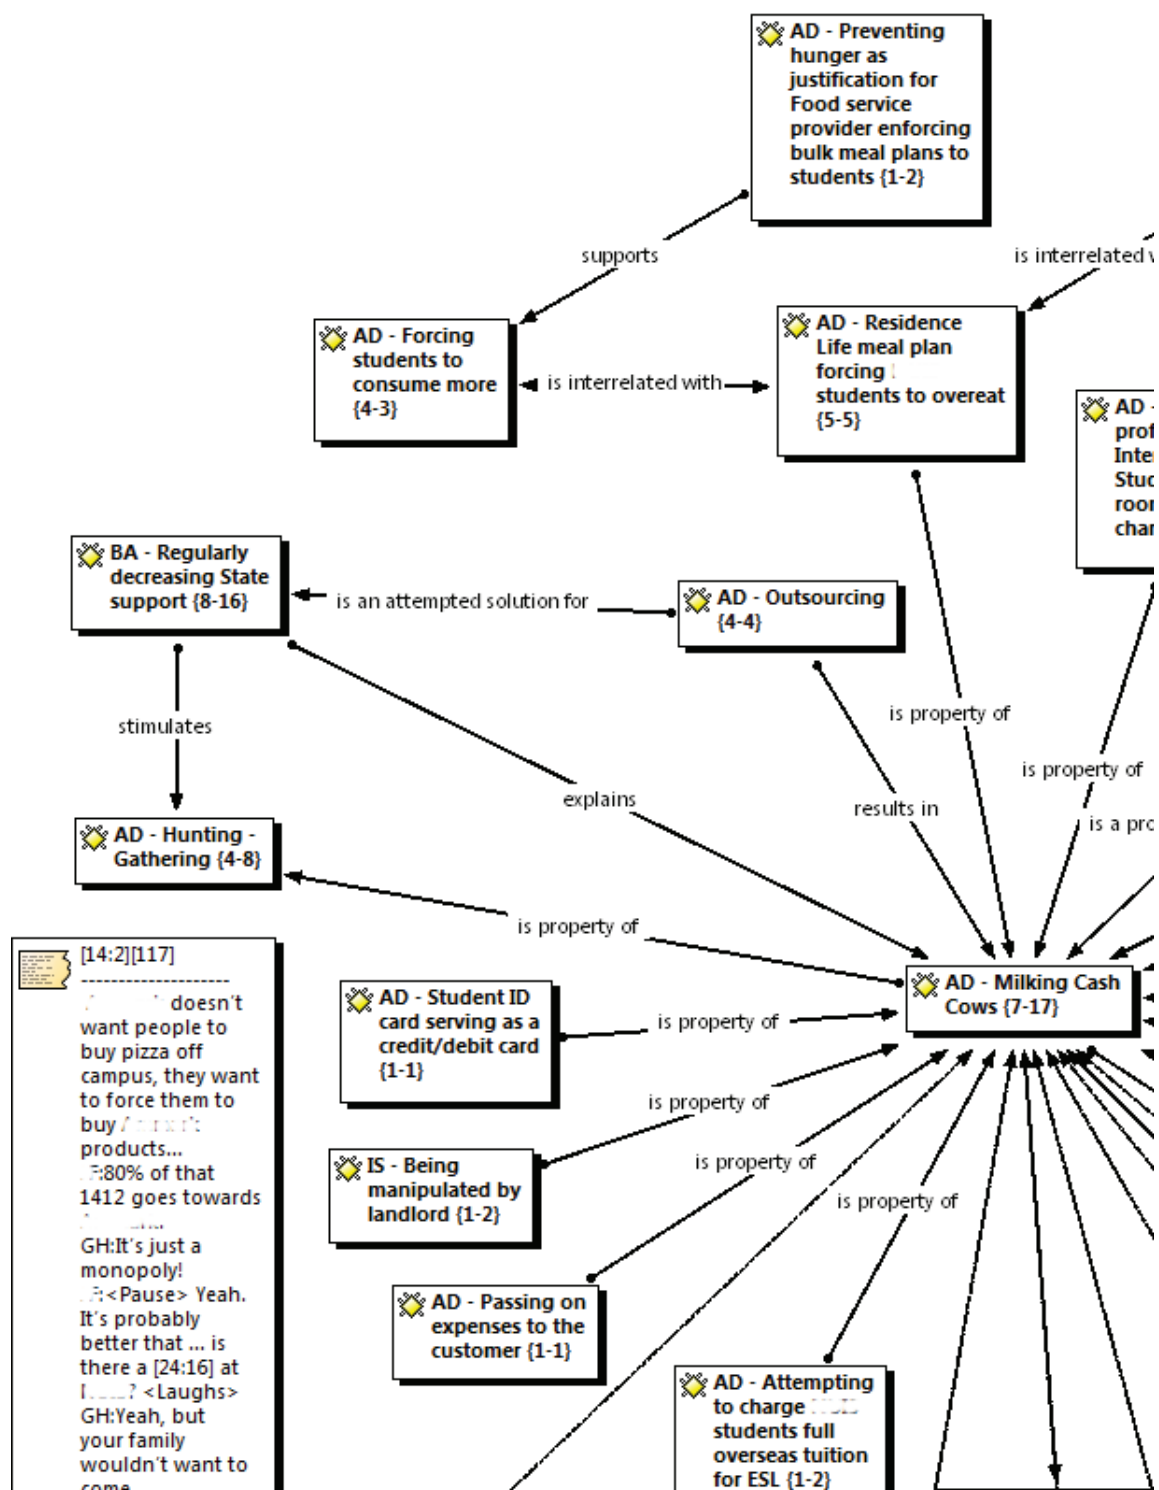 AD - Preventing
hunger as
justification for
Food service
provider enforcing
bulk meal plans to
students {1-2}
supports
is interrelated
AD - Forcing
students to
consume more
{4-3}
is interrelated with
AD - Residence
Life meal plan
forcing
students to overeat
{5-5}
AD -
BA - Regularly
decreasing State
support {8-16}
is an attempted solution for
AD - Outsourcing
{4-4}
stimulates
is property of
explains
is property of
results in
is a
AD - Hunting -
Gathering {4-8}
is property of
[14:2][117]
--------------------
doesn't
want people to
buy pizza off
campus, they want
to force them to
buy
products...
:80% of that
1412 goes towards
GH:It's just a
monopoly!
:<Pause> Yeah.
It's probably
better that ... is
there a [24:16] at
? <Laughs>
GH:Yeah, but
your family
wouldn't want to
come
AD - Student ID
card serving as a
credit/debit card
{1-1}
is property of
AD - Milking Cash
Cows {7-17}
is property of
IS - Being
manipulated by
landlord {1-2}
is property of
is property of
AD - Passing on
expenses to the
customer {1-1}
AD - Attempting
to charge
students full
overseas tuition
for ESL {1-2}